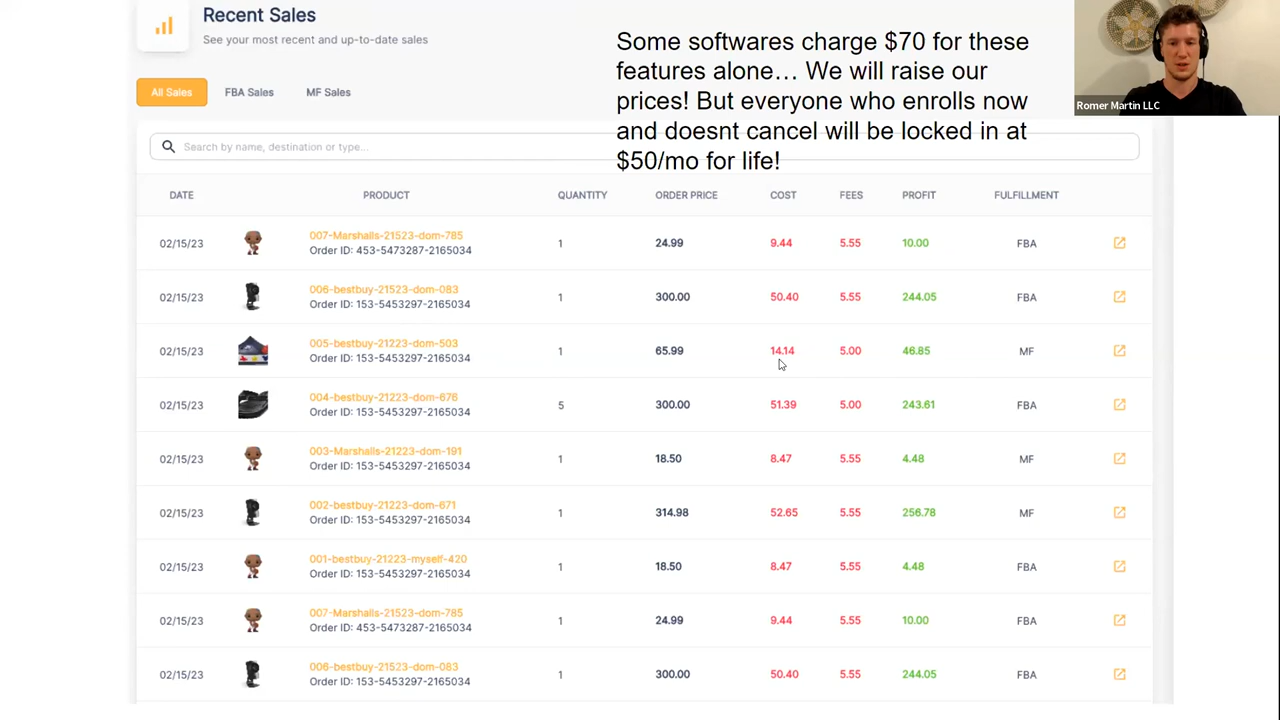 Recent Sales
See your most recent and up-to-date sales
Some softwares charge $70 for these
features alone... We will raise our
prices! But everyone who enrolls now
and doesnt cancel will be locked in at
$50/mo for life!
Romer Martin LLC
All Sales FBA Sales MF Sales
Search by name, destination or type...
DATE PRODUCT QUANTITY ORDER PRICE COST FEES PROFIT FULFILLMENT
02/15/23 007-Marshalls-21523-dom-785 1 24.99 9.44 5.55 10.00 FBA
Order ID: 453-5473287-2165034
02/15/23 006-bestbuy-21523-dom-083 1 300.00 50.40 5.55 244.05 FBA
Order ID: 153-5453297-2165034
02/15/23 005-bestbuy-21223-dom-503 1 65.99 14.14 5.00 46.85 MF
Order ID: 153-5453297-2165034
02/15/23 004-bestbuy-21223-dom-676 5 300.00 51.39 5.00 243.61 FBA
Order ID: 153-5453297-2165034
02/15/23 003-Marshalls-21223-dom-191 1 18.50 8.47 5.55 4.48 MF
Order ID: 153-5453297-2165034
02/15/23 002-bestbuy-21223-dom-671 1 314.98 52.65 5.55 256.78 MF
Order ID: 153-5453297-2165034
02/15/23 001-bestbuy-21223-myself-420 1 18.50 8.47 5.55 4.48 FBA
Order ID: 153-5453297-2165034
02/15/23 007-Marshalls-21523-dom-785 1 24.99 9.44 5.55 10.00 FBA
Order ID: 453-5473287-2165034
02/15/23 006-bestbuy-21523-dom-083 1 300.00 50.40 5.55 244.05 FBA
Order ID: 153-5453297-2165034